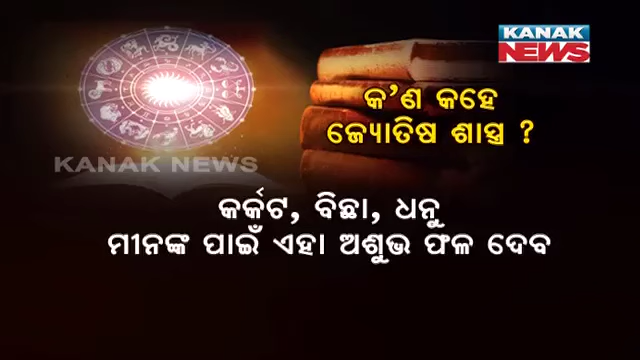 KANAK
NEWS
କ'ଣ କହେ
ଜ୍ୟୋତିଷ ଶାସ୍ତ୍ର ?
KANAK NEWS
କର୍କଟ, ବିଛା, ଧନୁ
ମୀନଙ୍କ ପାଇଁ ଏହା ଅଶୁଭ ଫଳ ଦେବ